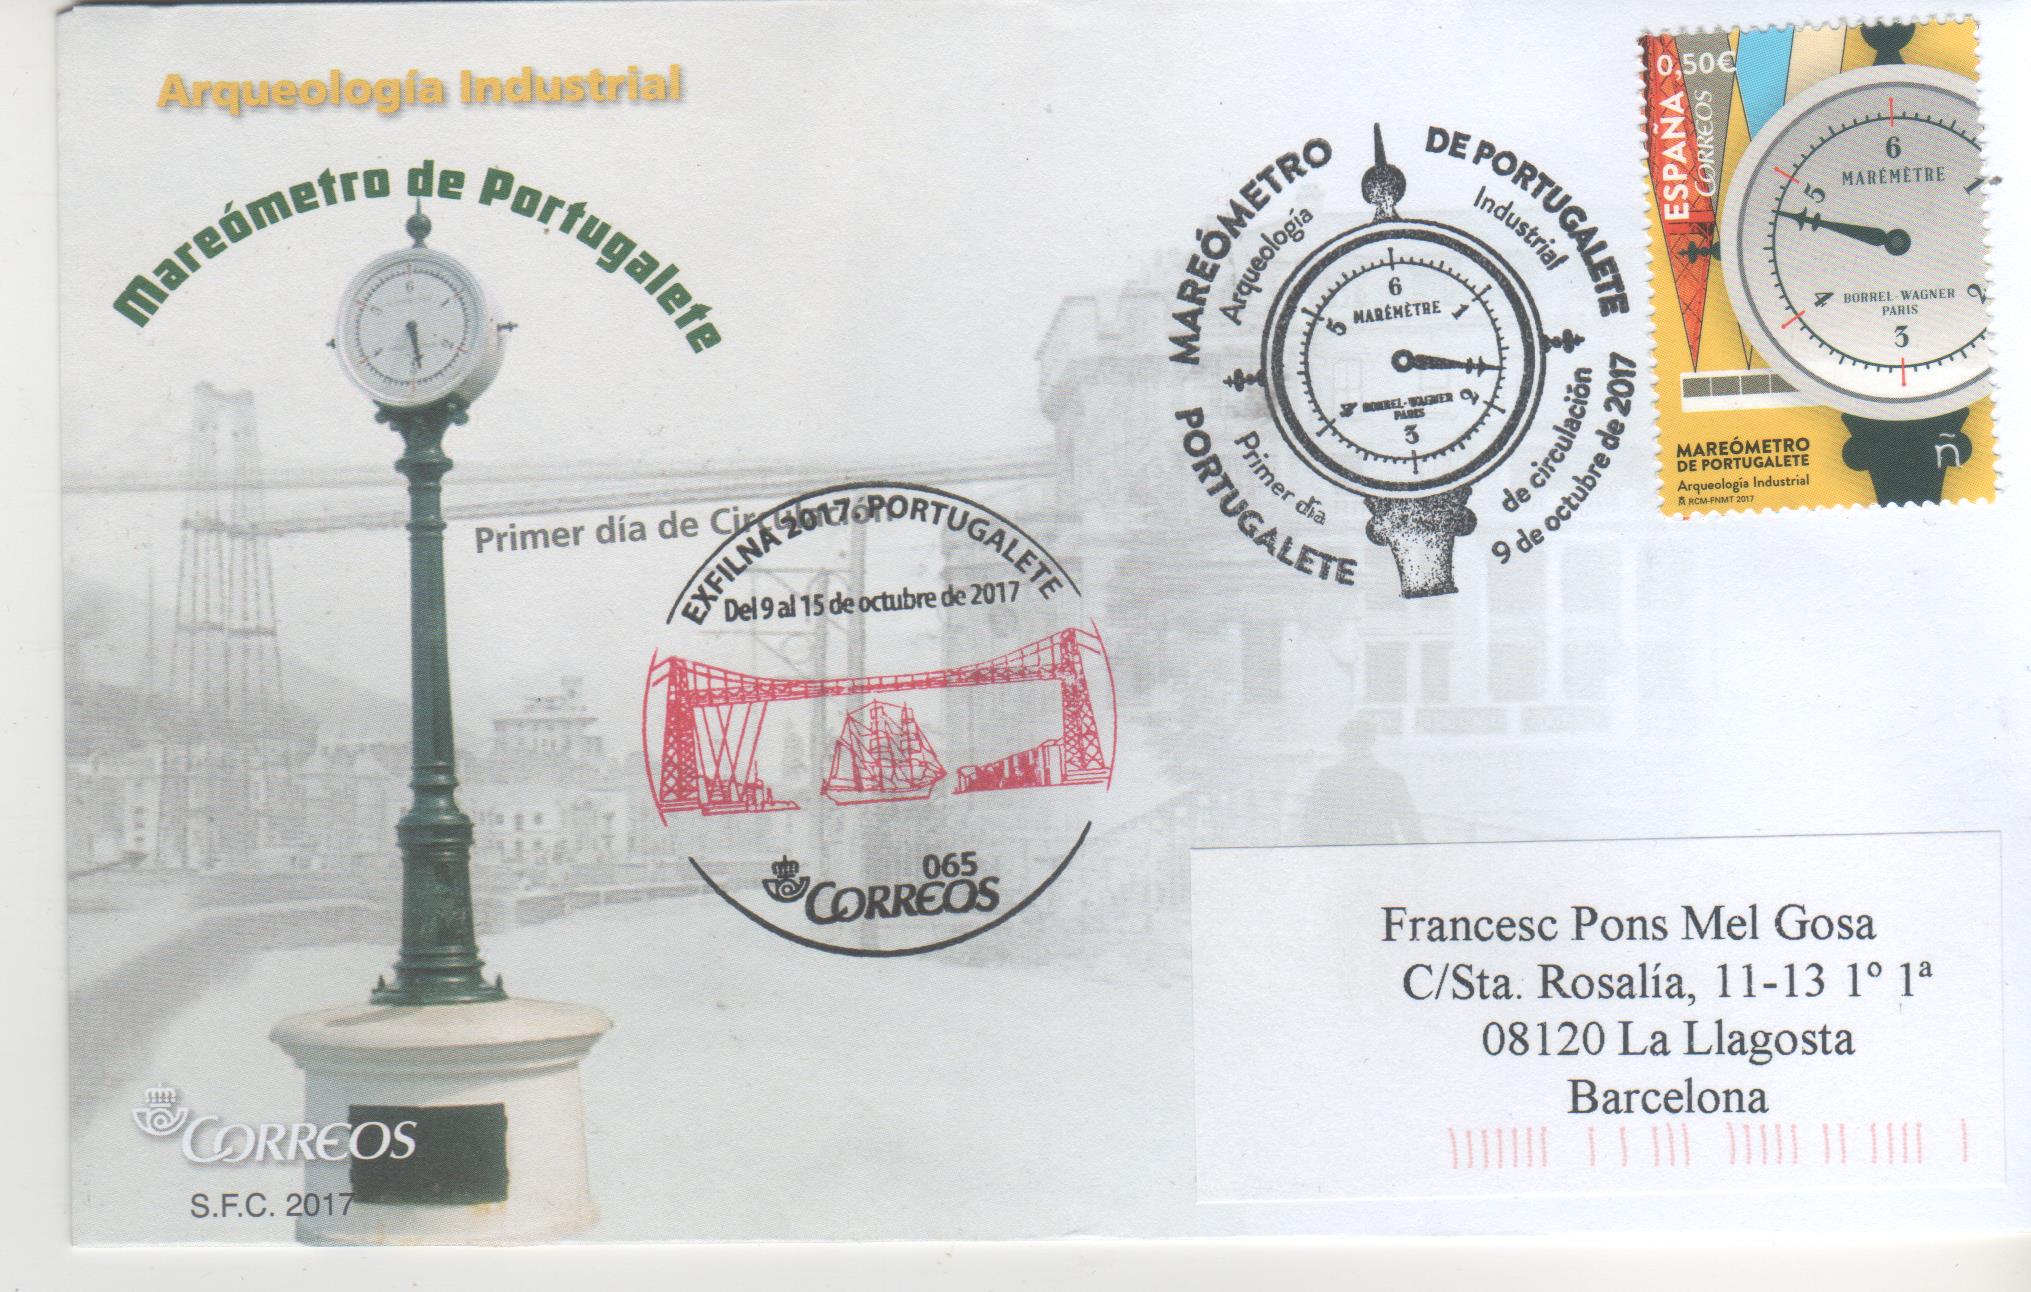 Arqueología Industrial
Mareómetro de Portugalete
Primer día de Circulación
EXFILNA 2017. PORTUGALETE
Del 9 al 15 de octubre de 2017
065
CORREOS
MAREÓMETRO DE PORTUGALETE
Arqueología Industrial
6
5 MARÉMÈTRE 1
4 BORREL-WAGNER 2
PARIS
3
Primer día de circulación
PORTUGALETE 9 de octubre de 2017
0,50€
ESPAÑA
CORREOS
6
MARÉMÈTRE
5 1
4 BORREL-WAGNER 2
PARIS
3
MAREÓMETRO
DE PORTUGALETE
Arqueología Industrial
RCM-FNMT 2017
ñ
Francesc Pons Mel Gosa
C/Sta. Rosalía, 11-13 1º 1ª
08120 La Llagosta
Barcelona
CORREOS
S.F.C. 2017